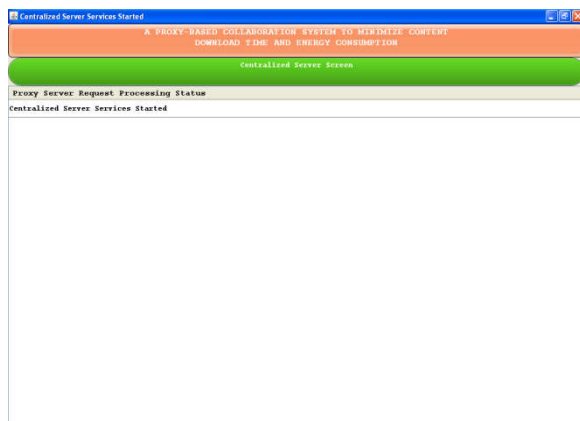 Centralized Server Services Started
A PROXY-BASED COLLABORATION SYSTEM TO MINIMIZE CONTENT
DOWNLOAD TIME AND ENERGY CONSUMPTION
Centralized Server Screen
Proxy Server Request Processing Status
Centralized Server Services Started